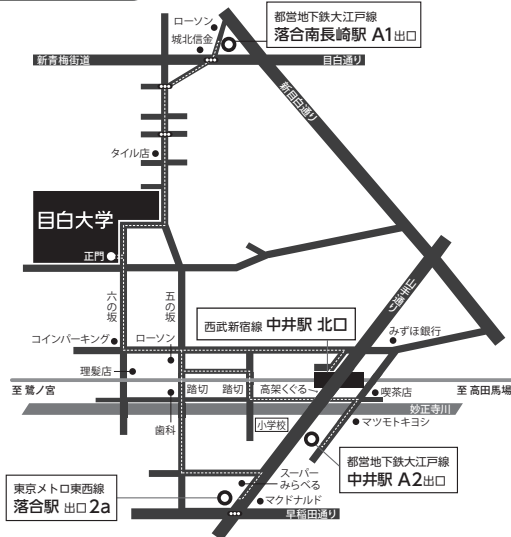 都営地下鉄大江戸線
落合南長崎駅 A1出口
ローソン
城北信金
新青梅街道
目白通り
新目白通り
タイル店
目白大学
正門
山手通り
六の坂
五の坂
西武新宿線 中井駅 北口
コインパーキング
ローソン
みずほ銀行
理髪店
至 鷺ノ宮
踏切
踏切
高架くぐる
喫茶店
至 高田馬場
妙正寺川
歯科
小学校
マツモトキヨシ
都営地下鉄大江戸線
中井駅 A2出口
スーパー
みらべる
東京メトロ東西線
落合駅 出口2a
マクドナルド
早稲田通り